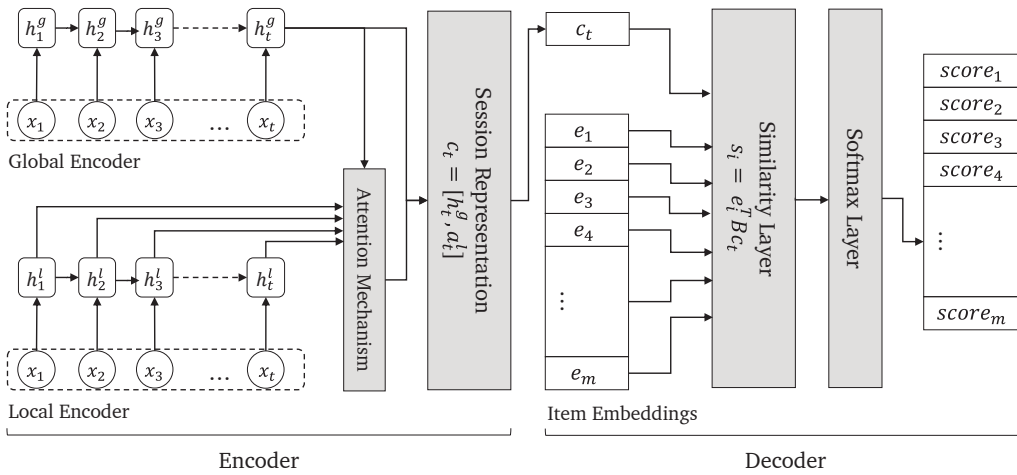 h_1^g h_2^g h_3^g h_t^g
x_1 x_2 x_3 ... x_t
Global Encoder
h_1^l h_2^l h_3^l h_t^l
x_1 x_2 x_3 ... x_t
Local Encoder
Attention Mechanism
Session Representation
c_t = [h_t^g, a_t^l]
Encoder
c_t
e_1
e_2
e_3
e_4
⋮
e_m
Item Embeddings
Similarity Layer
s_i = e_i^T B c_t
Softmax Layer
score_1
score_2
score_3
score_4
⋮
score_m
Decoder